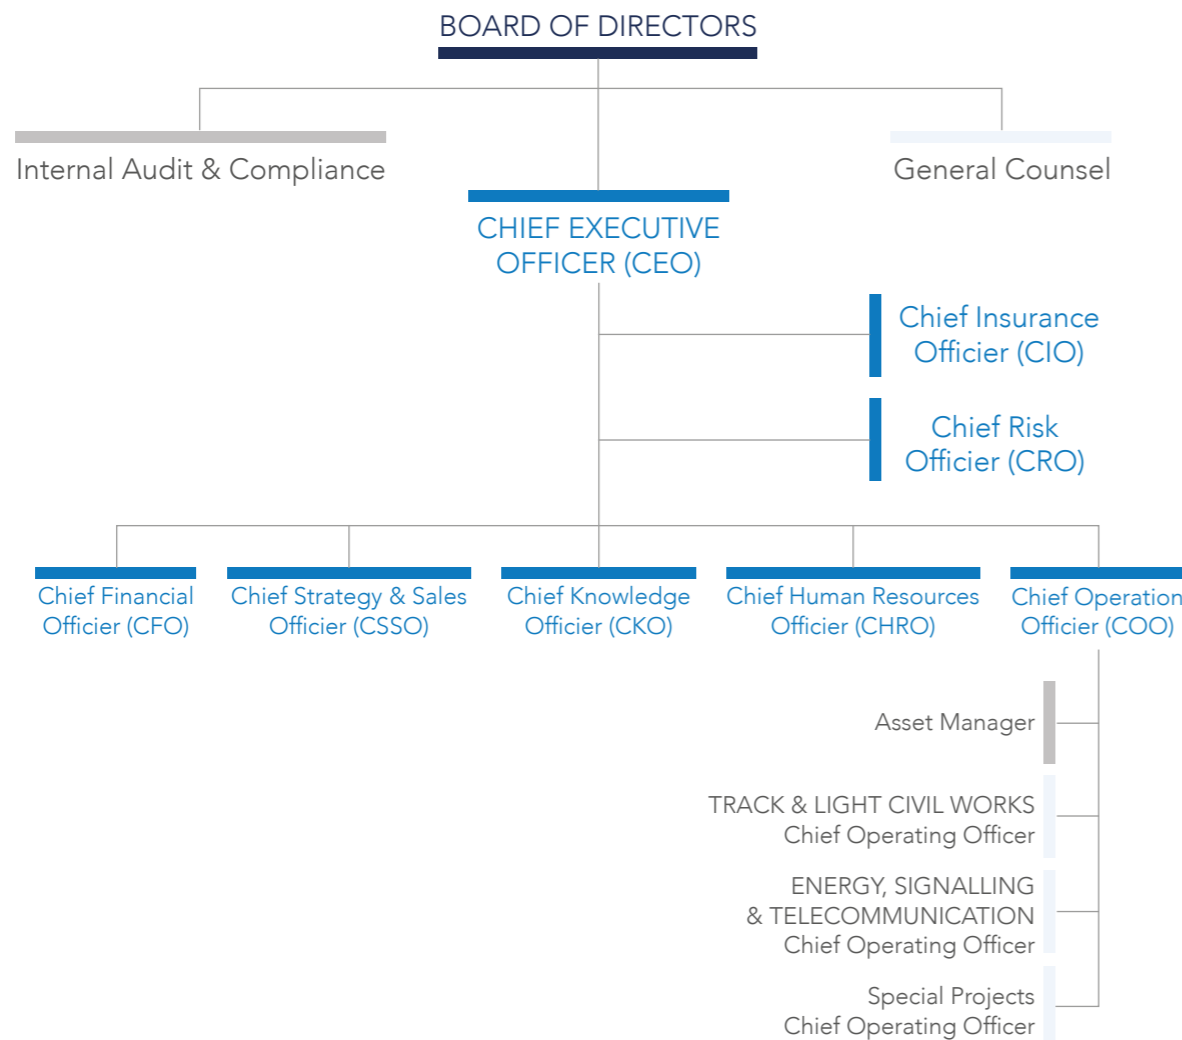 BOARD OF DIRECTORS
Internal Audit & Compliance
General Counsel
CHIEF EXECUTIVE
OFFICER (CEO)
Chief Insurance
Officier (CIO)
Chief Risk
Officier (CRO)
Chief Financial
Officier (CFO)
Chief Strategy & Sales
Officier (CSSO)
Chief Knowledge
Officier (CKO)
Chief Human Resources
Officier (CHRO)
Chief Operation
Officier (COO)
Asset Manager
TRACK & LIGHT CIVIL WORKS
Chief Operating Officer
ENERGY, SIGNALLING
& TELECOMMUNICATION
Chief Operating Officer
Special Projects
Chief Operating Officer